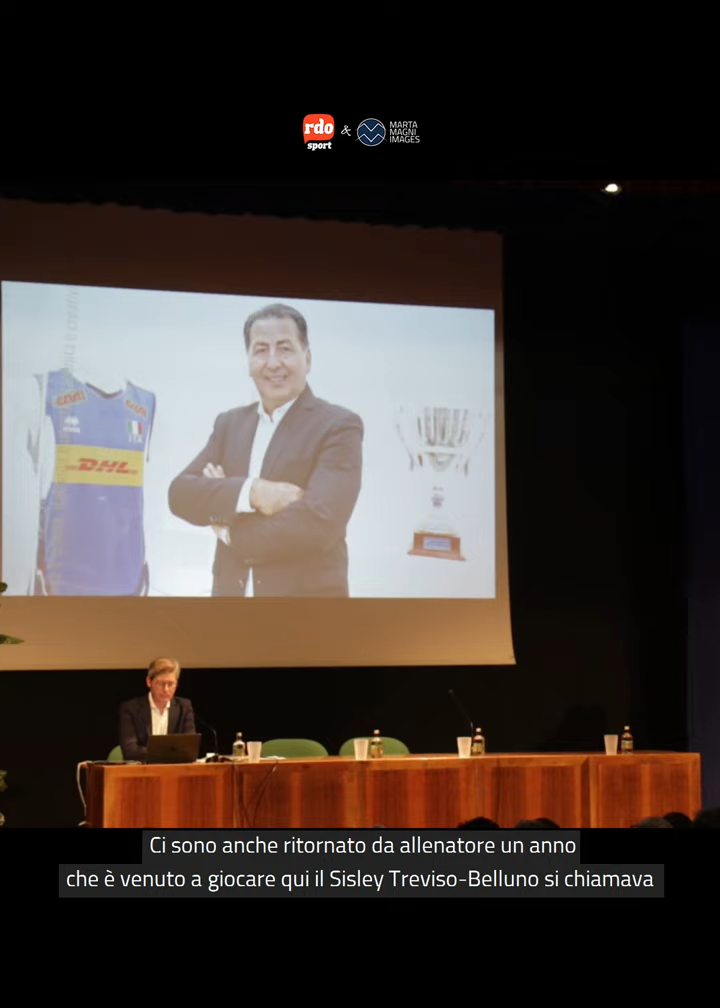 rdo
sport
&
MARTA
MAGNI
IMAGES
DHL
Ci sono anche ritornato da allenatore un anno
che è venuto a giocare qui il Sisley Treviso-Belluno si chiamava